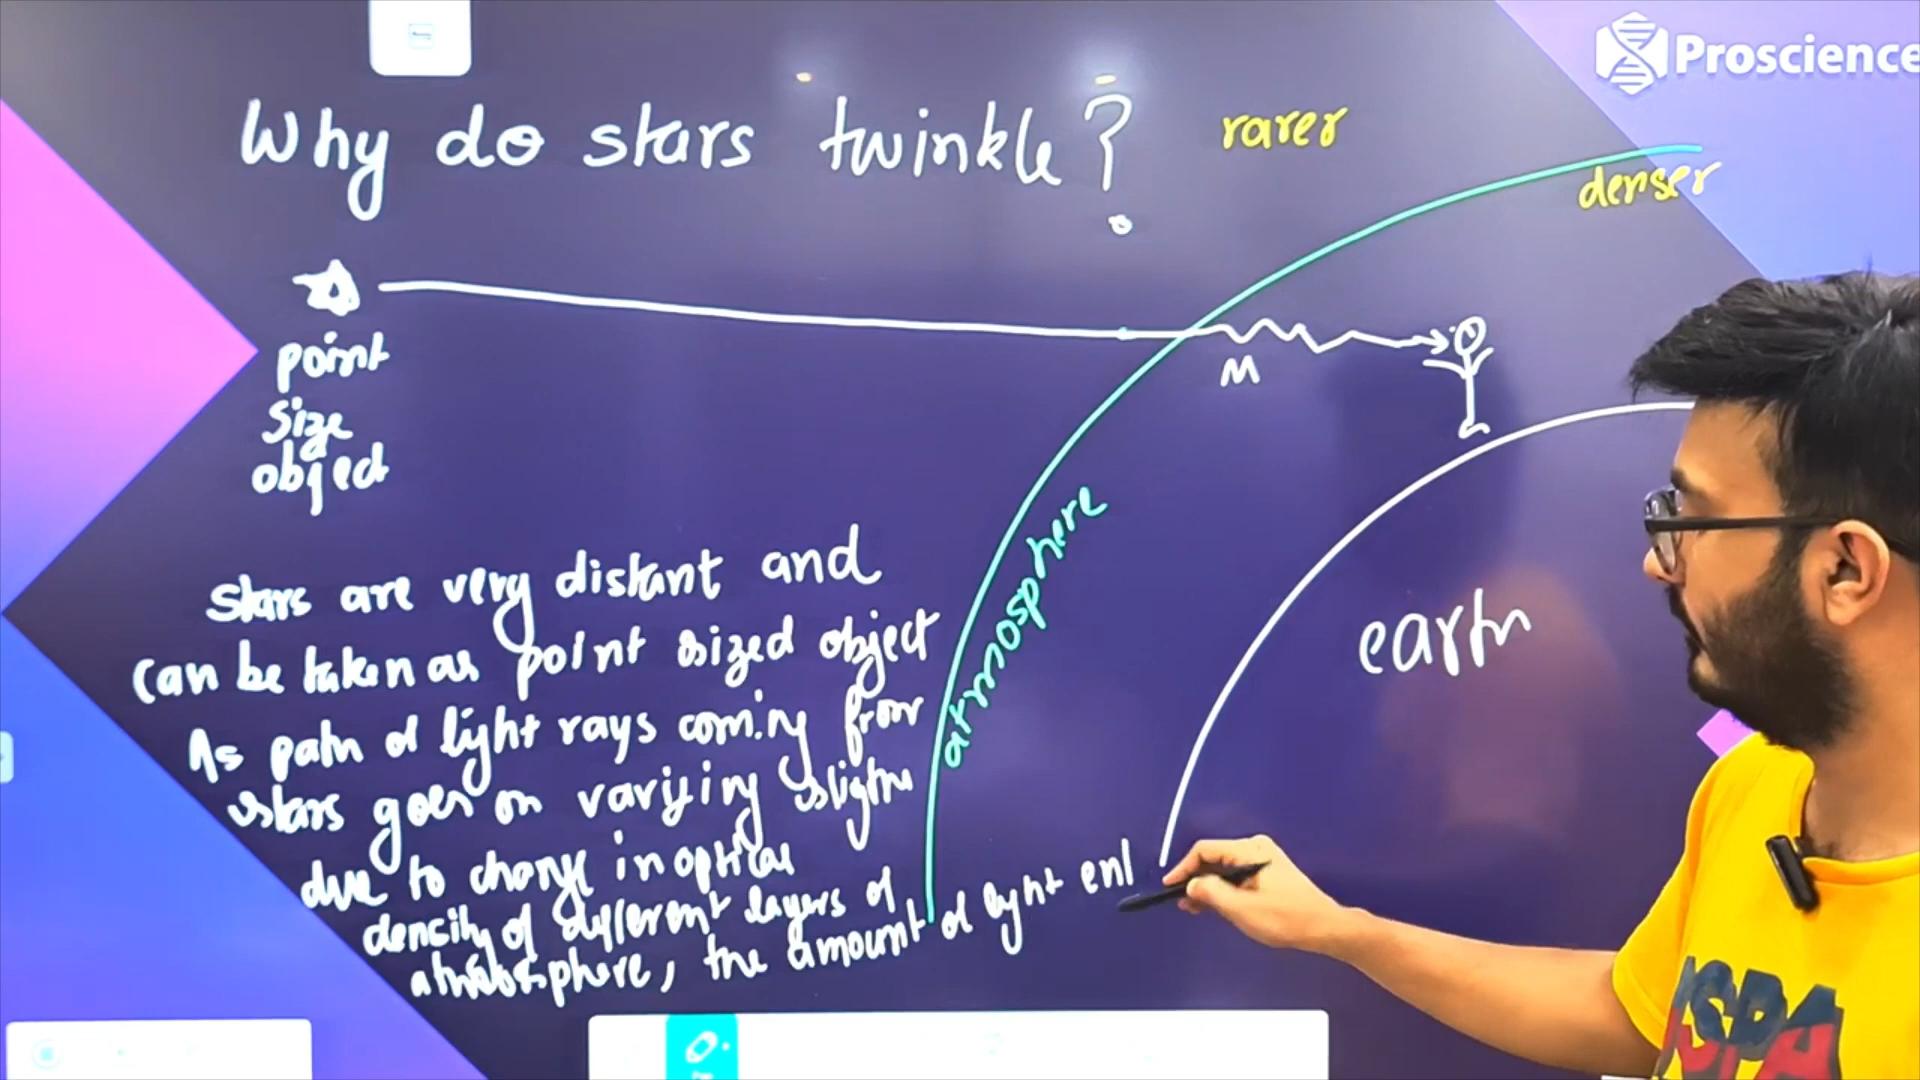 Proscience
Why do stars twinkle?
rarer
denser
point
size
object
M
atmosphere
earth
stars are very distant and
can be taken as point sized object
As path of light rays coming from
stars goes on varying slightly
due to change in optical
dencity of different layers of
atmosphere, the amount of light ent